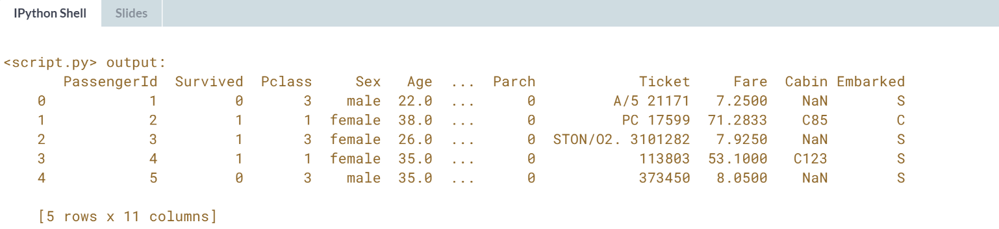 IPython Shell Slides
<script.py> output:
PassengerId Survived Pclass Sex Age ... Parch Ticket Fare Cabin Embarked
0 1 0 3 male 22.0 ... 0 A/5 21171 7.2500 NaN S
1 2 1 1 female 38.0 ... 0 PC 17599 71.2833 C85 C
2 3 1 3 female 26.0 ... 0 STON/O2. 3101282 7.9250 NaN S
3 4 1 1 female 35.0 ... 0 113803 53.1000 C123 S
4 5 0 3 male 35.0 ... 0 373450 8.0500 NaN S
[5 rows x 11 columns]